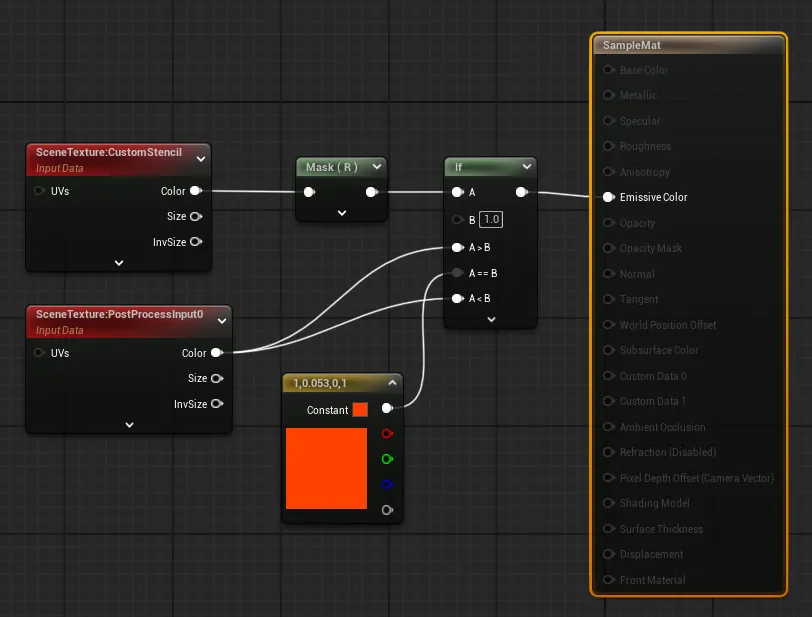 SceneTexture:CustomStencil
Input Data
UVs
Color
Size
InvSize
SceneTexture:PostProcessInput0
Input Data
UVs
Color
Size
InvSize
Mask ( R )
1,0.053,0,1
Constant
If
A
B 1.0
A > B
A == B
A < B
SampleMat
Base Color
Metallic
Specular
Roughness
Anisotropy
Emissive Color
Opacity
Opacity Mask
Normal
Tangent
World Position Offset
Subsurface Color
Custom Data 0
Custom Data 1
Ambient Occlusion
Refraction (Disabled)
Pixel Depth Offset (Camera Vector)
Shading Model
Surface Thickness
Displacement
Front Material